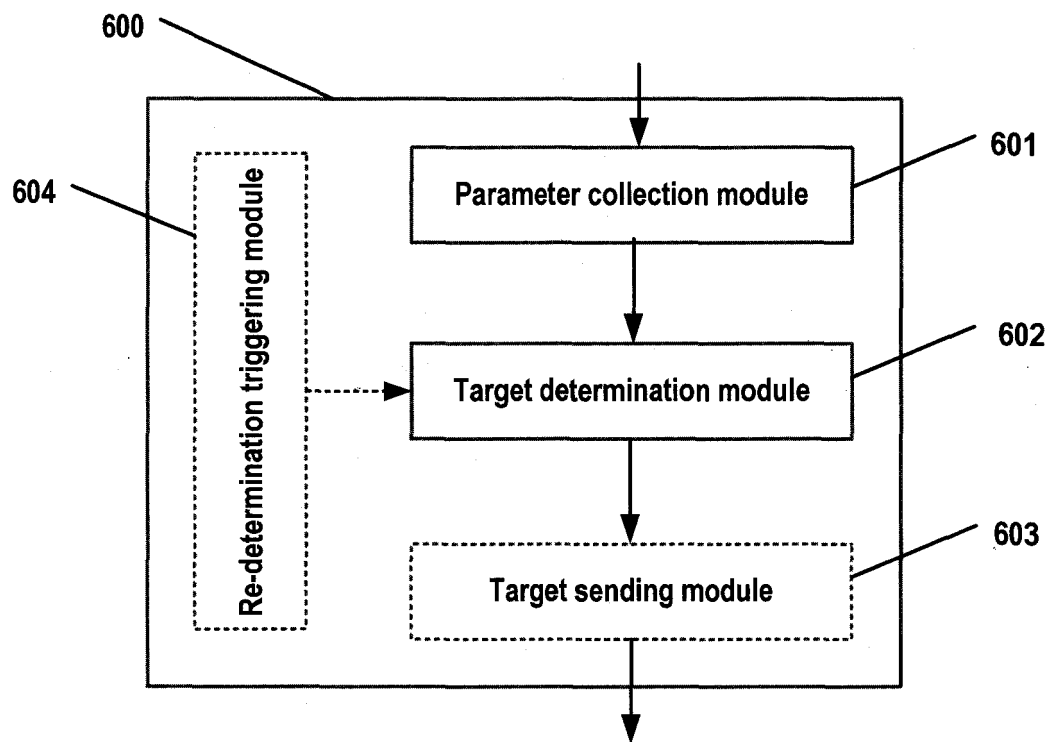 600
601
Parameter collection module
604
Re-determination triggering module
602
Target determination module
603
Target sending module